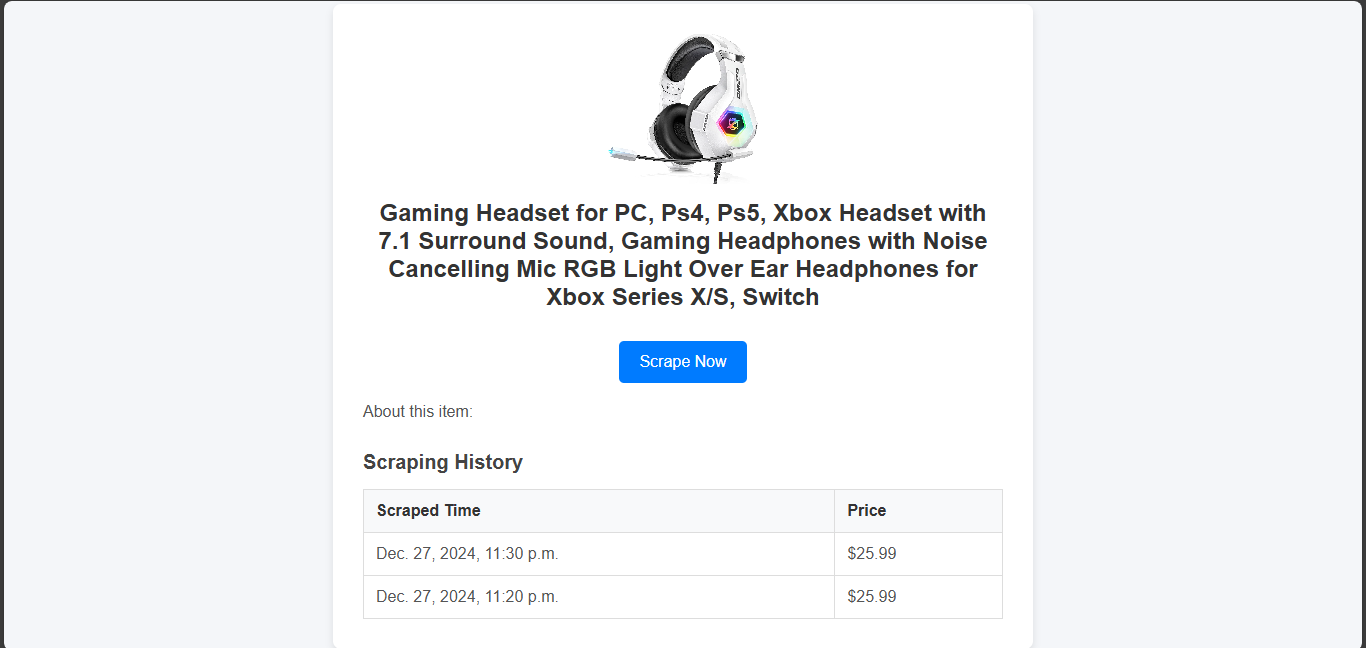 Gaming Headset for PC, Ps4, Ps5, Xbox Headset with
7.1 Surround Sound, Gaming Headphones with Noise
Cancelling Mic RGB Light Over Ear Headphones for
Xbox Series X/S, Switch
Scrape Now
About this item:
Scraping History
Scraped Time Price
Dec. 27, 2024, 11:30 p.m. $25.99
Dec. 27, 2024, 11:20 p.m. $25.99